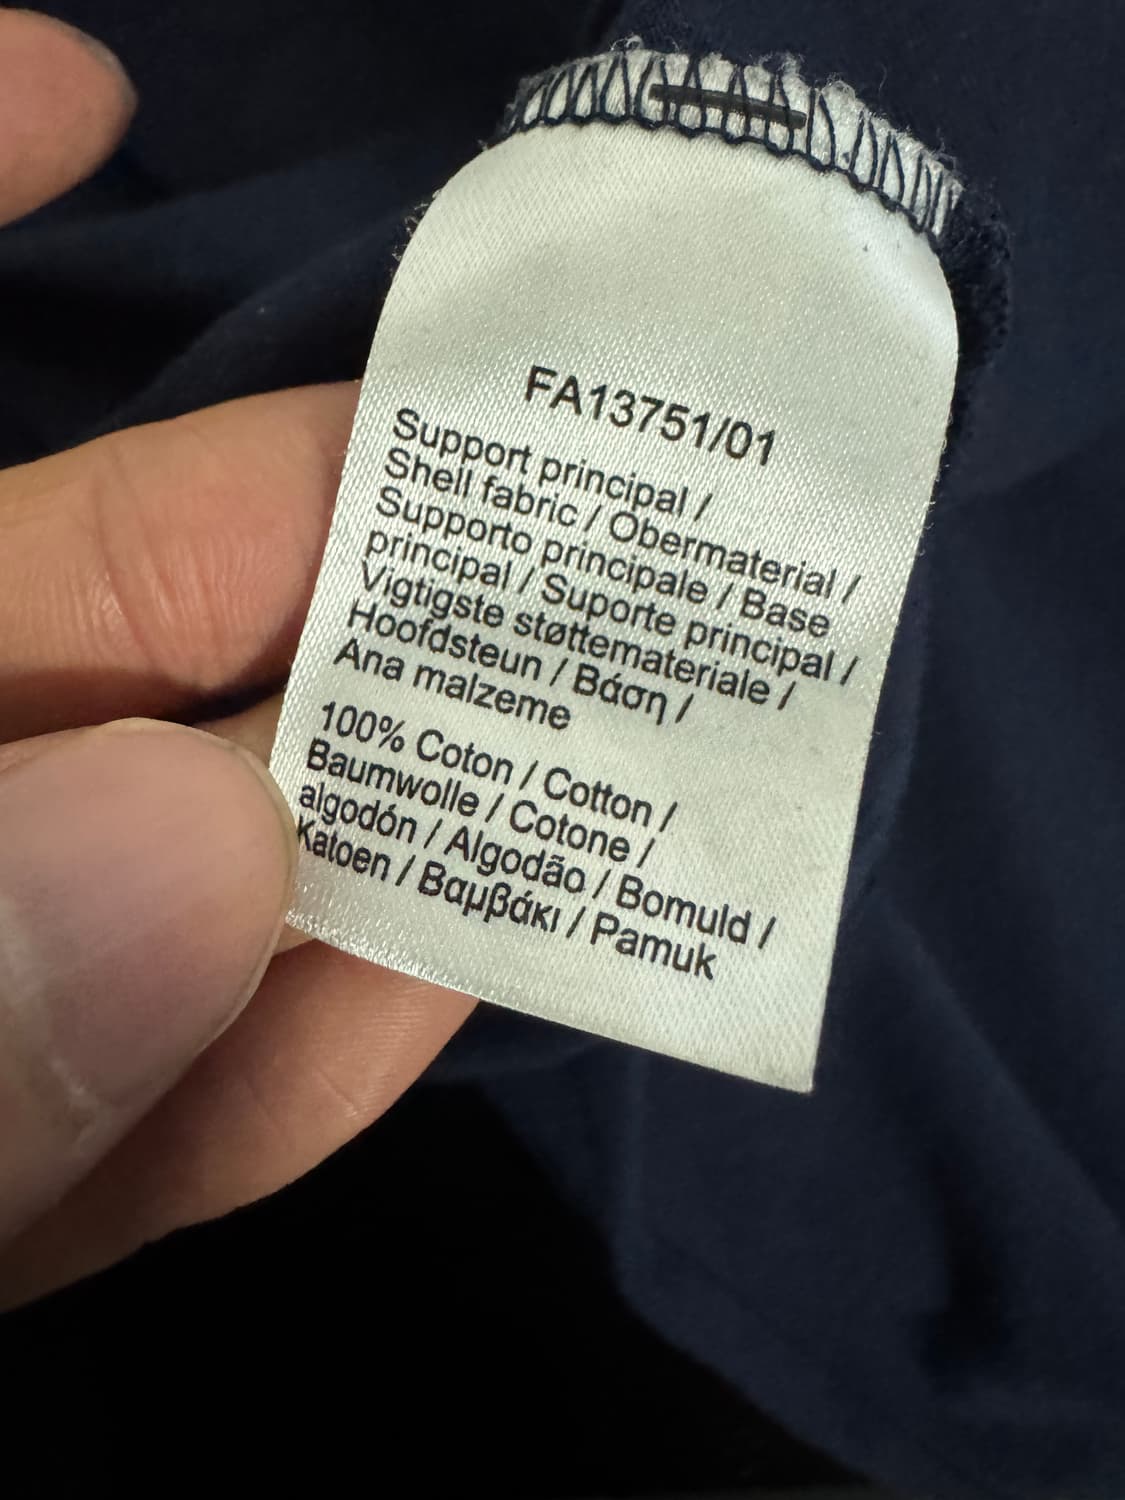 FA13751/01
Support principal /
Shell fabric / Obermaterial /
Supporto principale / Base
principal / Suporte principal /
Vigtigste støttemateriale /
Hoofdsteun / Βάση /
Ana malzeme
100% Coton / Cotton /
Baumwolle / Cotone /
algodón / Algodão / Bomuld /
Katoen / Βαμβάκι / Pamuk